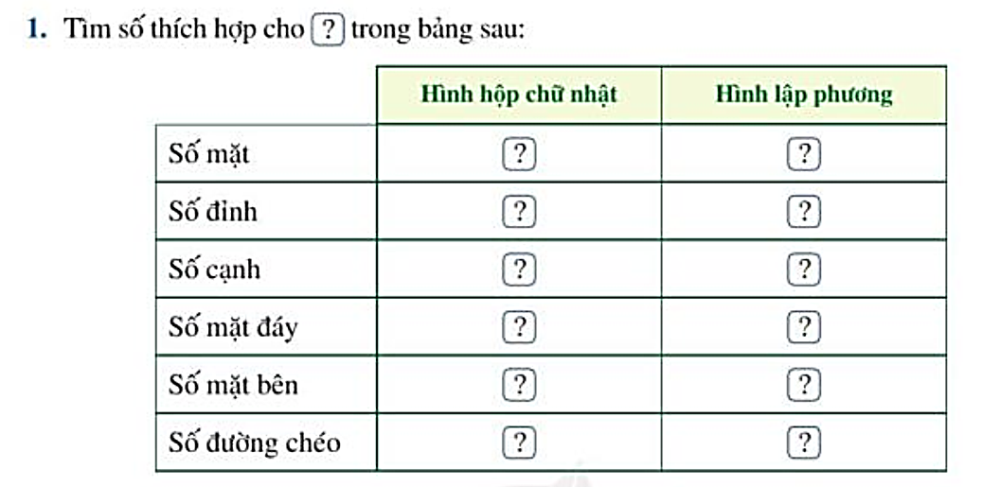 1. Tìm số thích hợp cho ? trong bảng sau:
Hình hộp chữ nhật Hình lập phương
Số mặt ? ?
Số đỉnh ? ?
Số cạnh ? ?
Số mặt đáy ? ?
Số mặt bên ? ?
Số đường chéo ? ?